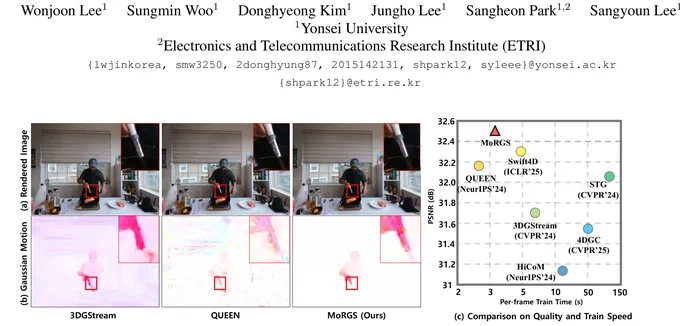 Wonjoon Lee1 Sungmin Woo1 Donghyeong Kim1 Jungho Lee1 Sangheon Park1,2 Sangyoun Lee1
1Yonsei University
2Electronics and Telecommunications Research Institute (ETRI)
{lwjinkorea, smw3250, 2donghyung87, 2015142131, shpark12, syleee}@yonsei.ac.kr
{shpark12}@etri.re.kr
(a) Rendered Image
(b) Gaussian Motion
3DGStream QUEEN MoRGS (Ours)
PSNR (dB)
32.6
32.4
32.2
32.0
31.8
31.6
31.4
31.2
31
MoRGS
Swift4D
(ICLR'25)
QUEEN
(NeurIPS'24)
STG
(CVPR'24)
3DGStream
(CVPR'24)
4DGC
(CVPR'25)
HiCoM
(NeurIPS'24)
2 3 5 10 50 150
Per-frame Train Time (s)
(c) Comparison on Quality and Train Speed